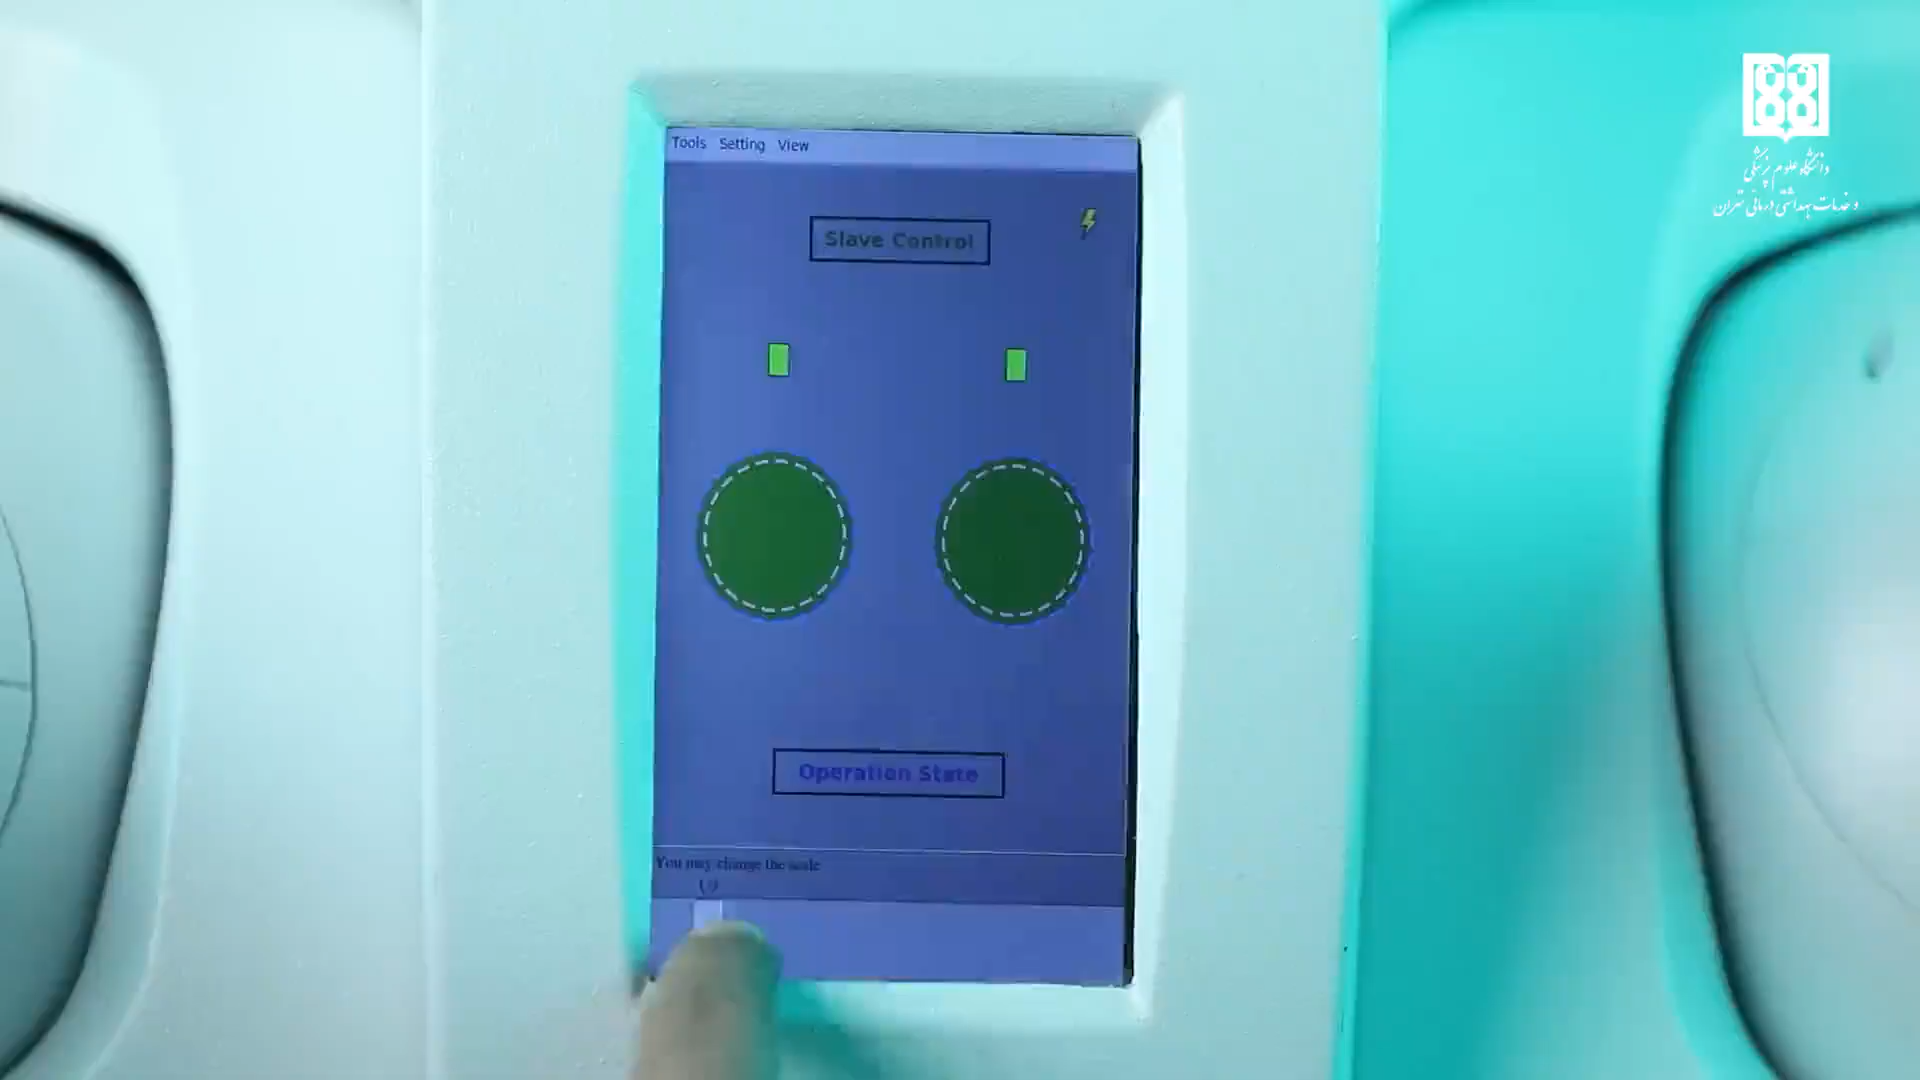 Tools Setting View
Slave Control
Operation State
You may change the scale
دانشگاه علوم پزشکی
و خدمات بهداشتی درمانی تهران